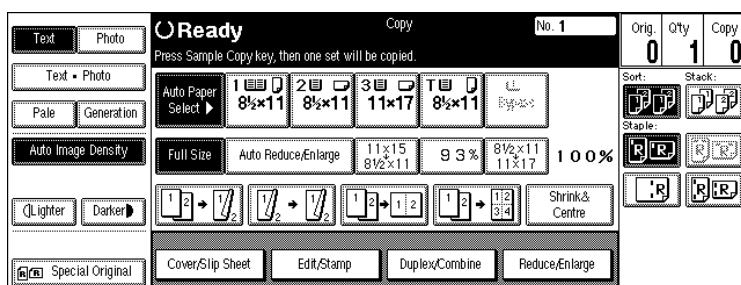 Text Photo
Text • Photo
Pale Generation
Auto Image Density
Lighter Darker
Special Original
Ready Copy No. 1
Press Sample Copy key, then one set will be copied.
Auto Paper Select
1 8½×11
2 8½×11
3 11×17
T 8½×11
Bypass
Full Size Auto Reduce/Enlarge 11×15 8½×11 93% 8½×11 11×17 100%
1 2 1/2
1/2
1 2 1 2
1 2 1 2 3 4
Shrink& Centre
Cover/Slip Sheet Edit/Stamp Duplex/Combine Reduce/Enlarge
Orig. Q'ty Copy
0 1 0
Sort: Stack:
Staple: